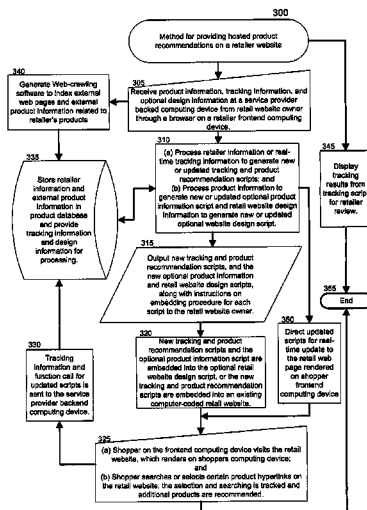 300
Method for providing hosted product
recommendations on a retailer website
340
Generate Web-crawling
software to index external
web pages and external
product information related to
retailer's products
305
Receive product information, tracking information, and
optional design information at a service provider
backed computing device from retail website owner
through a browser on a retailer frontend computing
device.
310
(a) Process retailer information or real-
time tracking information to generate new
or updated tracking and product
recommendation scripts; and
(b) Process product information to
generate new or updated optional product
information script and retail website design
information to generate new or updated
optional website design script.
335
Store retailer
information and
external product
information in
product database
and provide
tracking information
and design
information for
processing.
345
Display
tracking
results from
tracking script
for retailer
review.
315
Output new tracking and product
recommendation scripts, and the
new optional product information
and retail website design scripts,
along with instructions on
embedding procedure for each
script to the retail website owner.
355
End
320
New tracking and product
recommendation scripts and the
optional product information script are
embedded into the optional retail
website design script, or the new
tracking and product recommendation
scripts are embedded into an existing
computer-coded retail website.
350
Direct updated
scripts for real-
time update to
the retail web
page rendered
on shopper
frontend
computing device
330
Tracking
information
and function
call for
updated scripts is
sent to the
service provider
backend
computing device.
325
(a) Shopper on the frontend computing device visits the retail
website, which renders on shoppers computing device;
and
(b) Shopper searches or selects certain product hyperlinks on
the retail website; the selection and searching is tracked and
additional products are recommended.